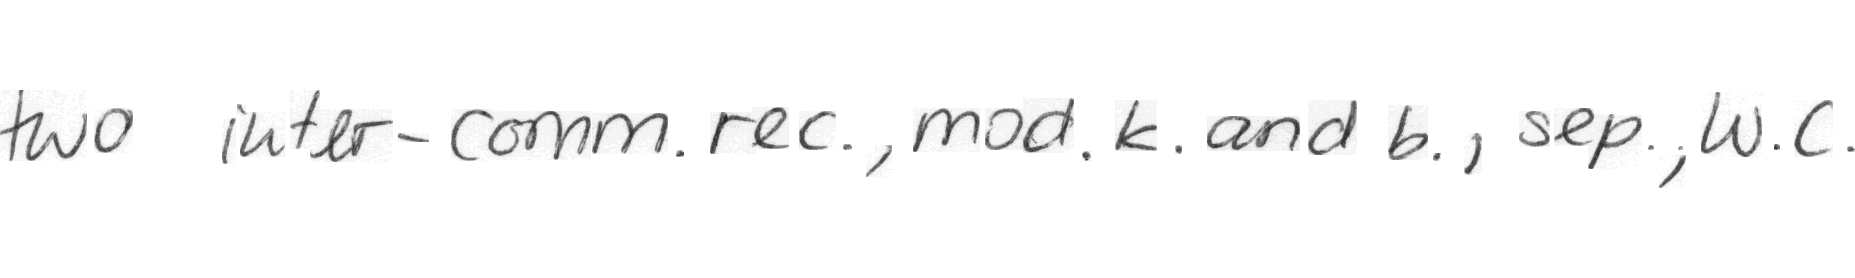 two inter-comm. rec., mod. k. and b., sep., W.C.